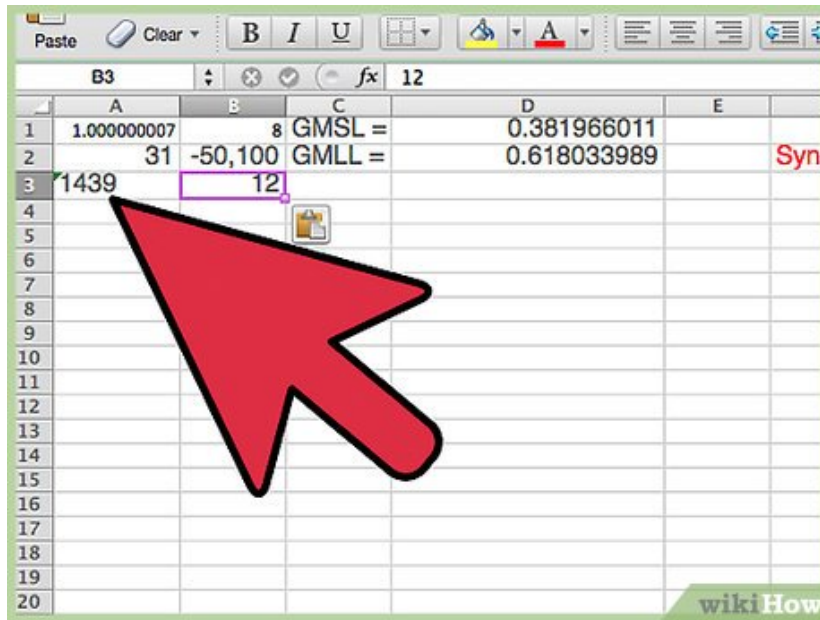 Paste Clear B I U A
B3 fx 12
A B C D E
1 1.000000007 8 GMSL = 0.381966011
2 31 -50,100 GMLL = 0.618033989 Syn
3 1439 12
4
5
6
7
8
9
10
11
12
13
14
15
16
17
18
19
20
wikiHow